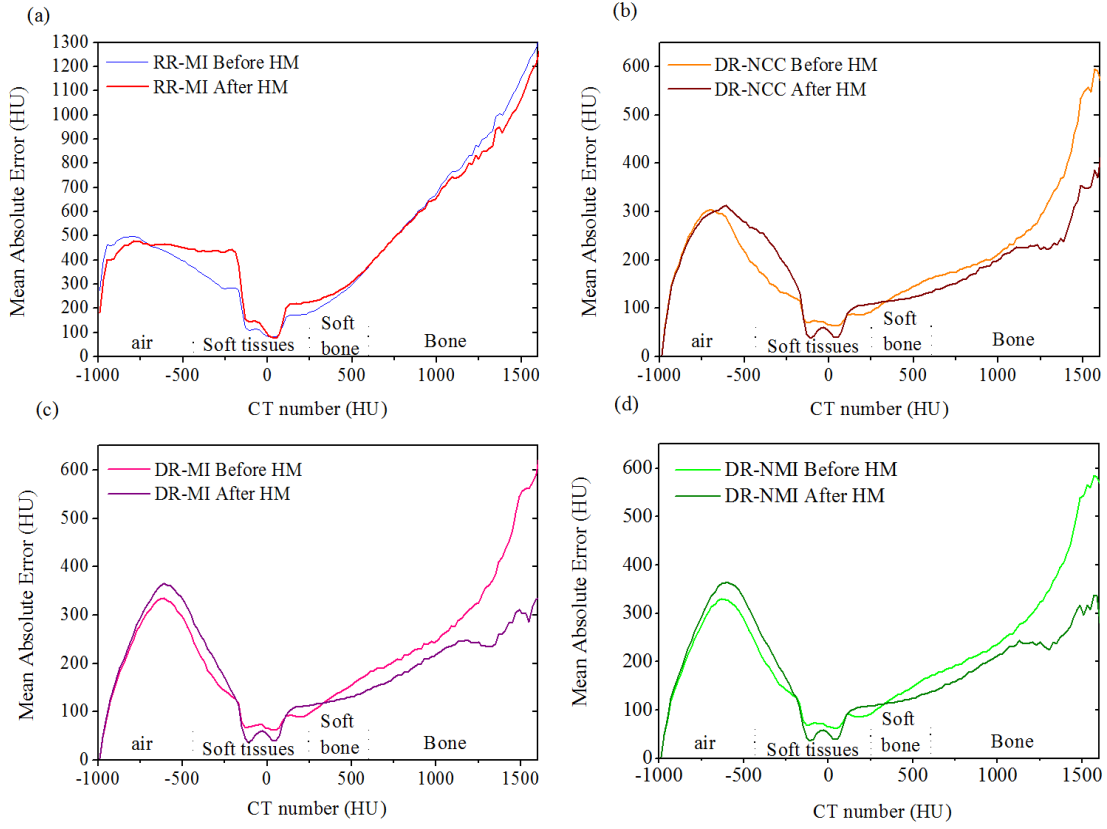 (a)
1300
1200
1100
1000
900
800
700
600
500
400
300
200
100
0
Mean Absolute Error (HU)
RR-MI Before HM
RR-MI After HM
air
Soft tissues
Soft
bone
Bone
-1000 -500 0 500 1000 1500
CT number (HU)
(b)
600
500
400
300
200
100
0
Mean Absolute Error (HU)
DR-NCC Before HM
DR-NCC After HM
air
Soft tissues
Soft
bone
Bone
-1000 -500 0 500 1000 1500
CT number (HU)
(c)
600
500
400
300
200
100
0
Mean Absolute Error (HU)
DR-MI Before HM
DR-MI After HM
air
Soft tissues
Soft
bone
Bone
-1000 -500 0 500 1000 1500
CT number (HU)
(d)
600
500
400
300
200
100
0
Mean Absolute Error (HU)
DR-NMI Before HM
DR-NMI After HM
air
Soft tissues
Soft
bone
Bone
-1000 -500 0 500 1000 1500
CT number (HU)